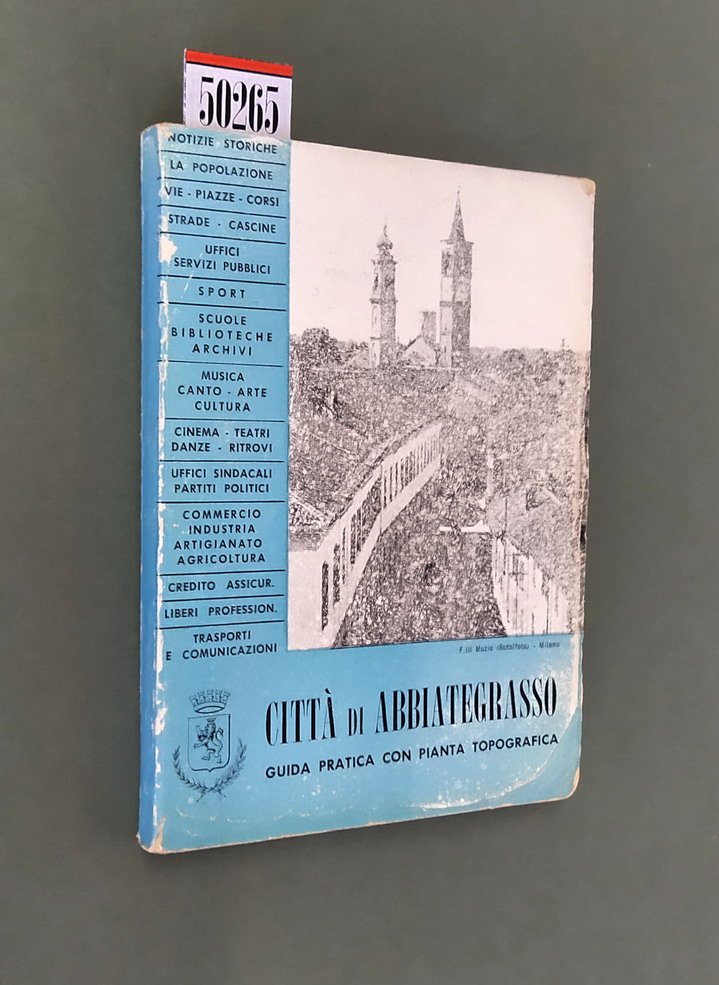 50265
NOTIZIE STORICHE
LA POPOLAZIONE
VIE - PIAZZE - CORSI
STRADE - CASCINE
UFFICI
SERVIZI PUBBLICI
SPORT
SCUOLE
BIBLIOTECHE
ARCHIVI
MUSICA
CANTO - ARTE
CULTURA
CINEMA - TEATRI
DANZE - RITROVI
UFFICI SINDACALI
PARTITI POLITICI
COMMERCIO
INDUSTRIA
ARTIGIANATO
AGRICOLTURA
CREDITO ASSICUR.
LIBERI PROFESSION.
TRASPORTI
E COMUNICAZIONI
F.lli Muzio (Rotalfoto) - Milano
CITTÀ DI ABBIATEGRASSO
GUIDA PRATICA CON PIANTA TOPOGRAFICA